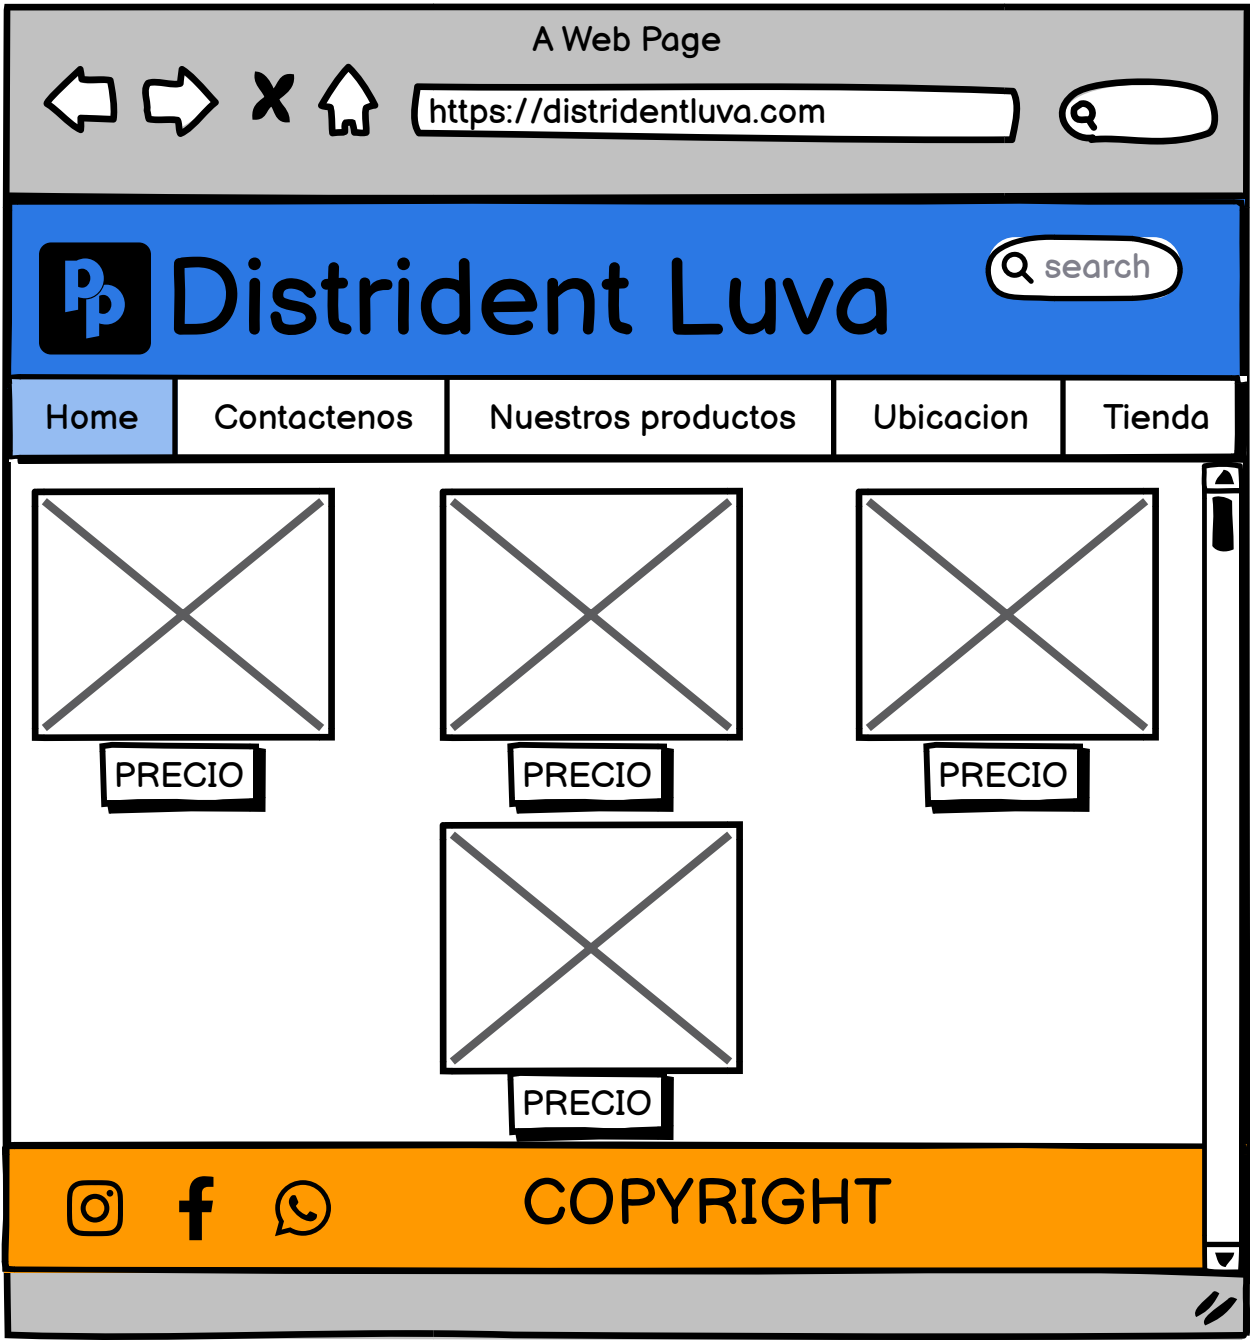 A Web Page
https://distridentluva.com
PP
Distrident Luva
search
Home Contactenos Nuestros productos Ubicacion Tienda
PRECIO PRECIO PRECIO
PRECIO
COPYRIGHT